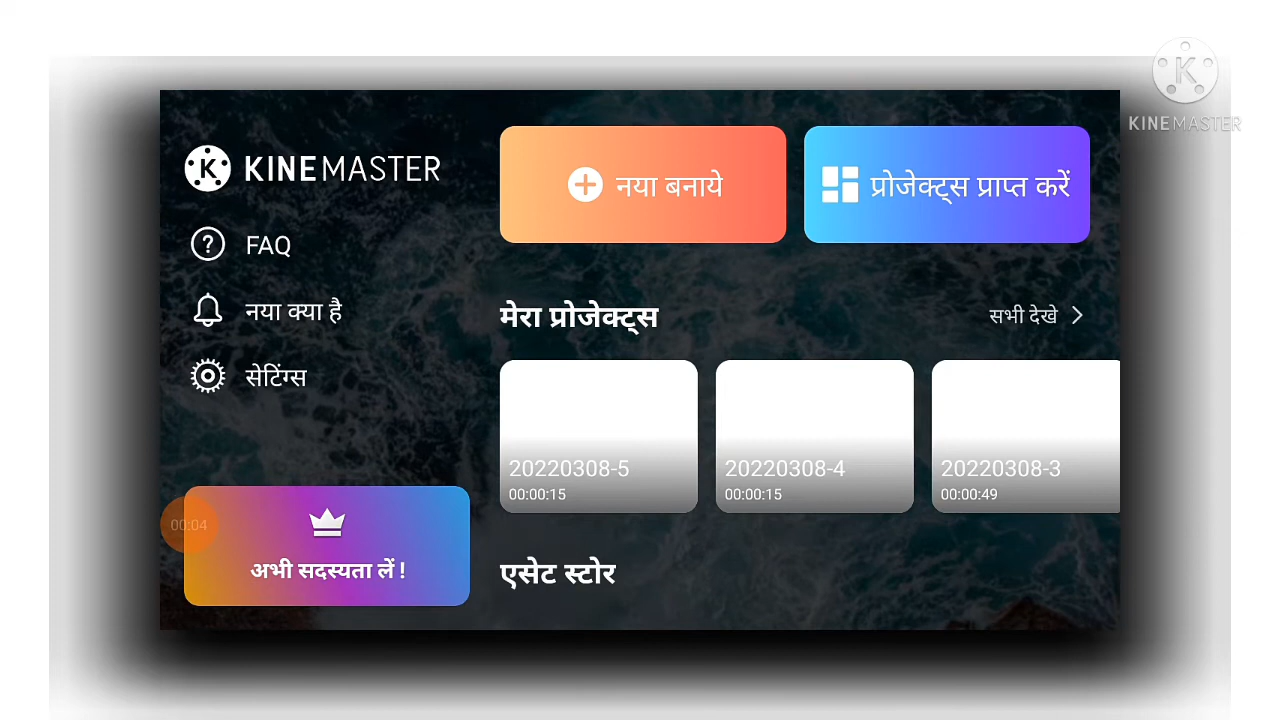 KINEMASTER
KINEMASTER
FAQ
नया क्या है
सेटिंग्स
00:04
अभी सदस्यता लें !
नया बनाये
प्रोजेक्ट्स प्राप्त करें
मेरा प्रोजेक्ट्स
सभी देखे
20220308-5
00:00:15
20220308-4
00:00:15
20220308-3
00:00:49
एसेट स्टोर